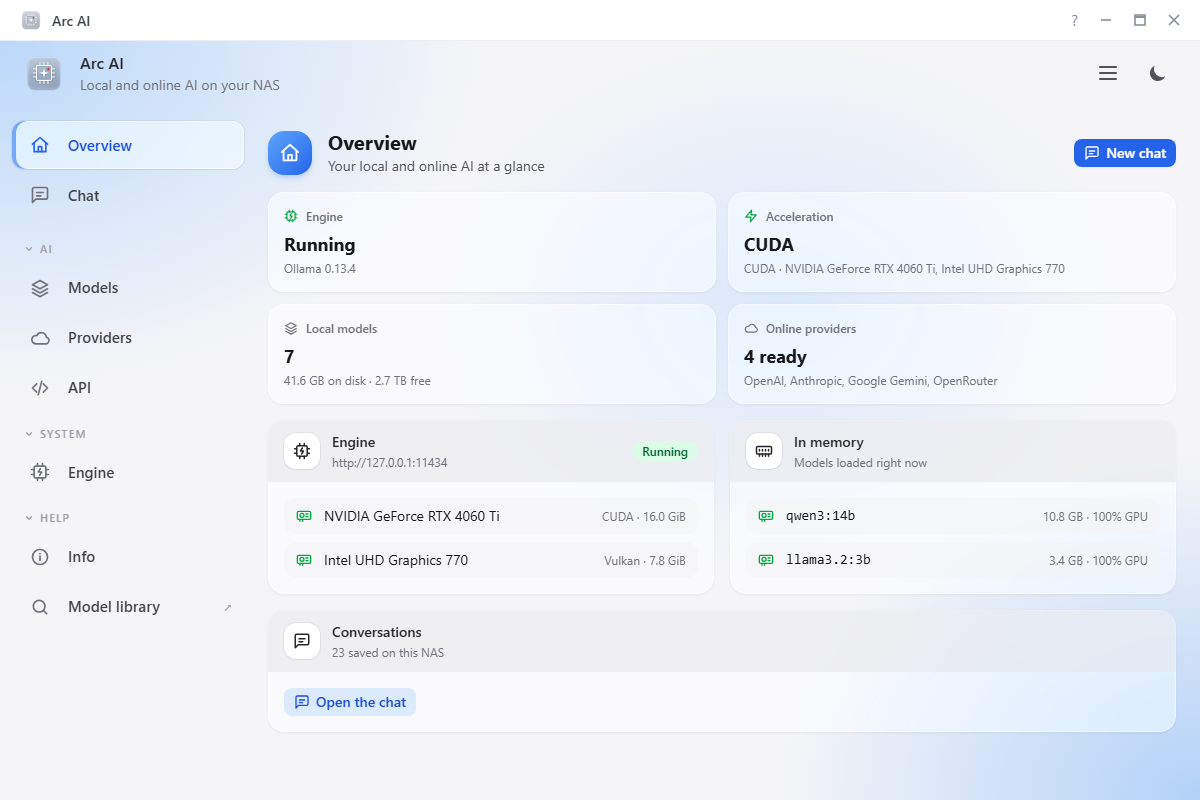 Arc AI
?
Arc AI
Local and online AI on your NAS
Overview
Chat
AI
Models
Providers
API
SYSTEM
Engine
HELP
Info
Model library
Overview
Your local and online AI at a glance
New chat
Engine
Running
Ollama 0.13.4
Acceleration
CUDA
CUDA · NVIDIA GeForce RTX 4060 Ti, Intel UHD Graphics 770
Local models
7
41.6 GB on disk · 2.7 TB free
Online providers
4 ready
OpenAI, Anthropic, Google Gemini, OpenRouter
Engine
http://127.0.0.1:11434
Running
NVIDIA GeForce RTX 4060 Ti
CUDA · 16.0 GiB
Intel UHD Graphics 770
Vulkan · 7.8 GiB
In memory
Models loaded right now
qwen3:14b
10.8 GB · 100% GPU
llama3.2:3b
3.4 GB · 100% GPU
Conversations
23 saved on this NAS
Open the chat